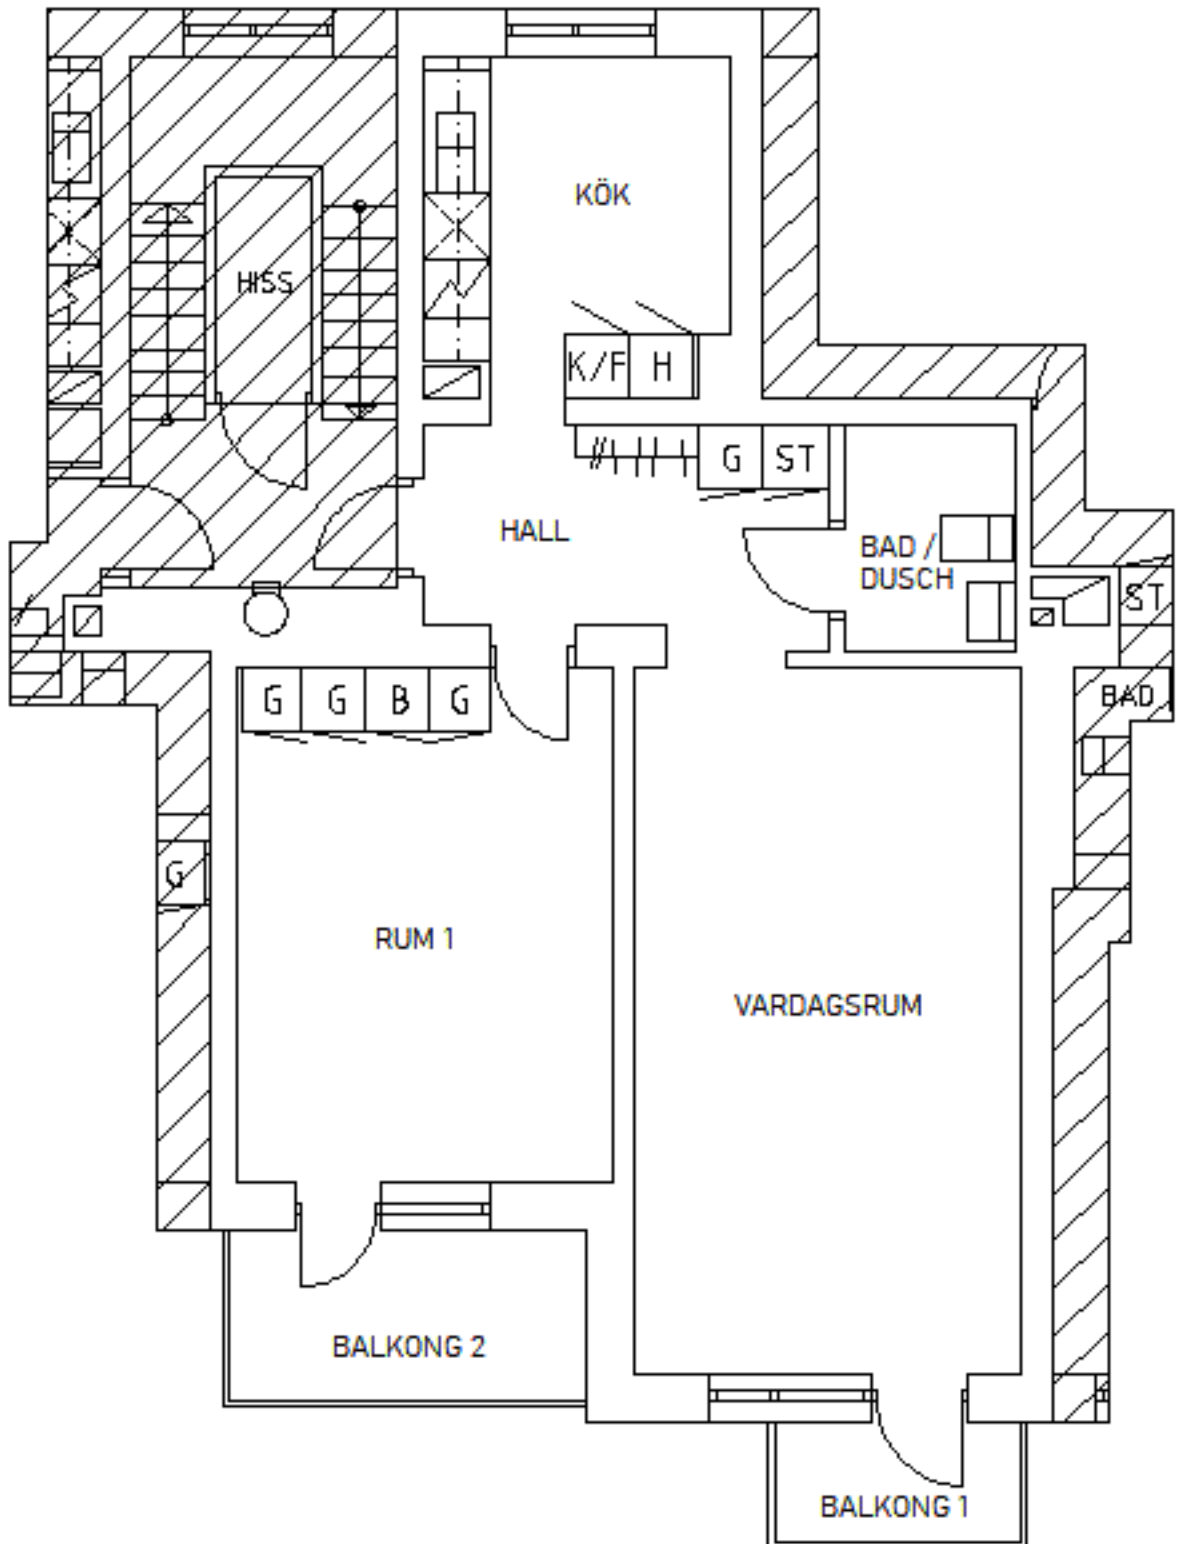 KÖK
HISS
K/F H
G ST
HALL
BAD /
DUSCH
ST
G G B G
BAD
G
RUM 1
VARDAGSRUM
BALKONG 2
BALKONG 1